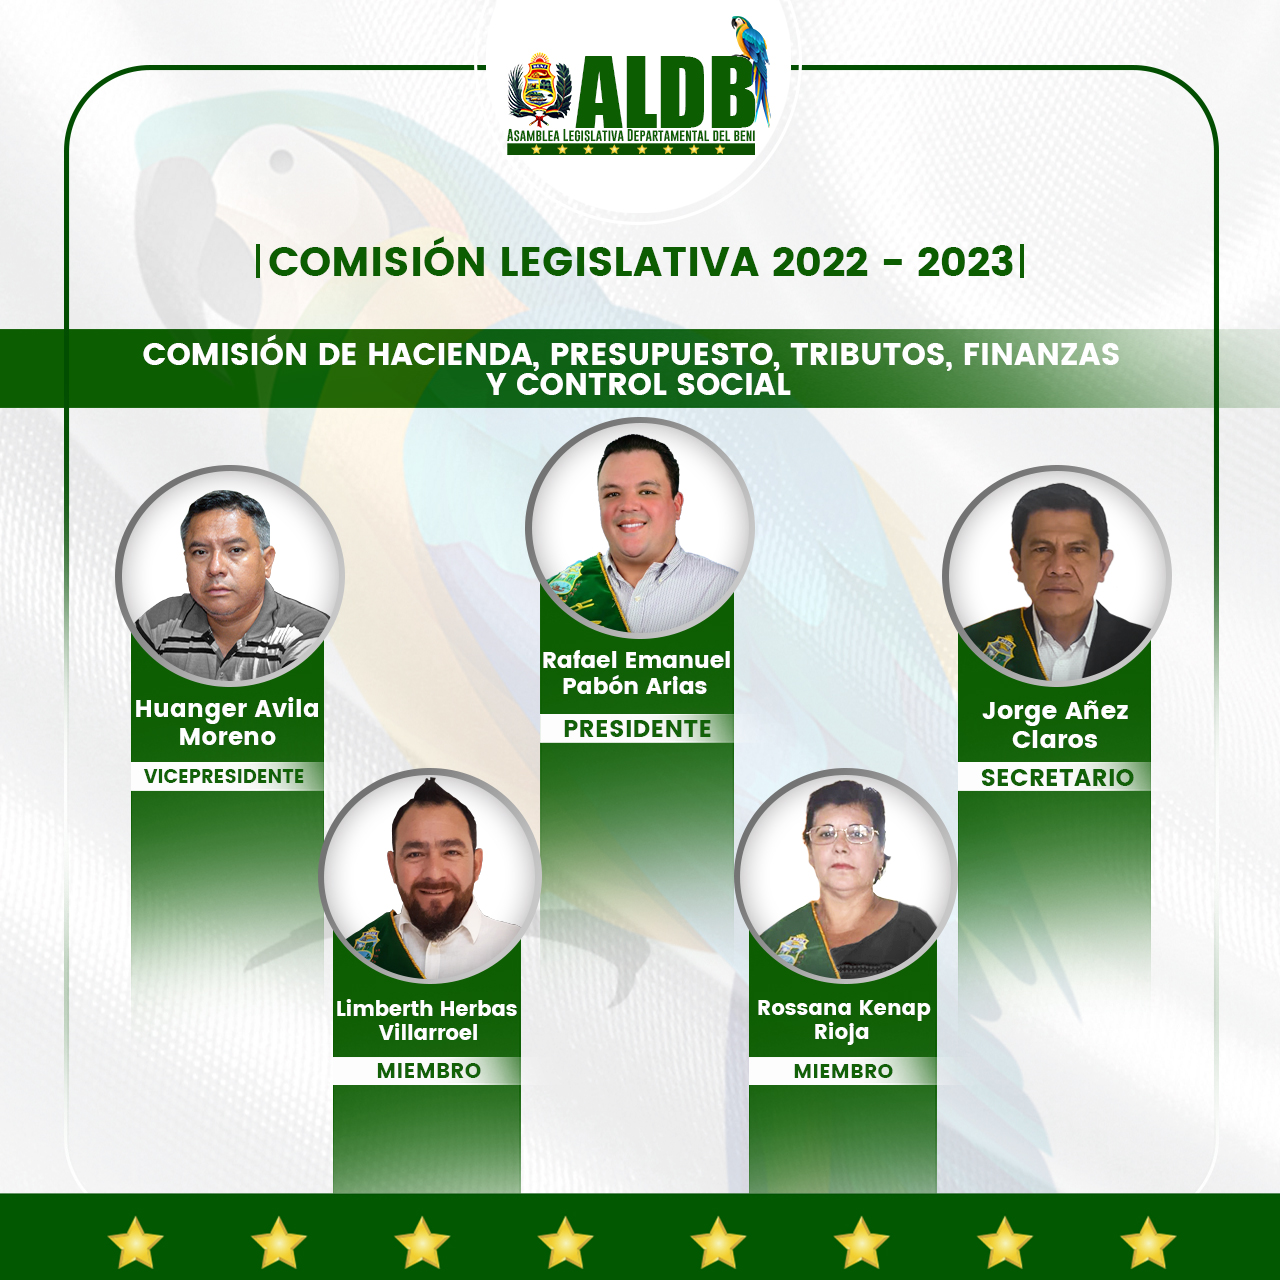 ALDB
ASAMBLEA LEGISLATIVA DEPARTAMENTAL DEL BENI
COMISIÓN LEGISLATIVA 2022 - 2023
COMISIÓN DE HACIENDA, PRESUPUESTO, TRIBUTOS, FINANZAS
Y CONTROL SOCIAL
Rafael Emanuel
Pabón Arias
PRESIDENTE
Huanger Avila
Moreno
VICEPRESIDENTE
Jorge Añez
Claros
SECRETARIO
Limberth Herbas
Villarroel
MIEMBRO
Rossana Kenap
Rioja
MIEMBRO